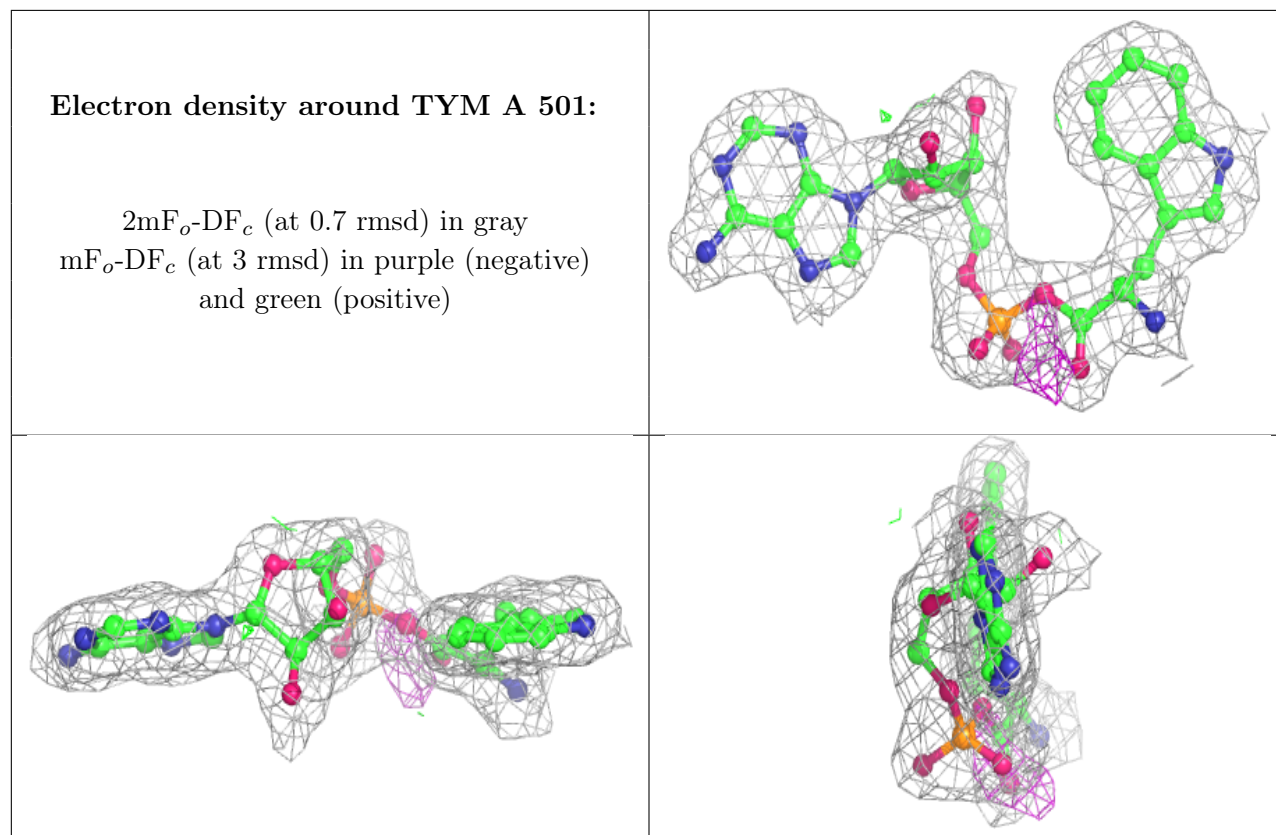 Electron density around TYM A 501:
2mFₒ-DF𝒸 (at 0.7 rmsd) in gray
mFₒ-DF𝒸 (at 3 rmsd) in purple (negative)
and green (positive)